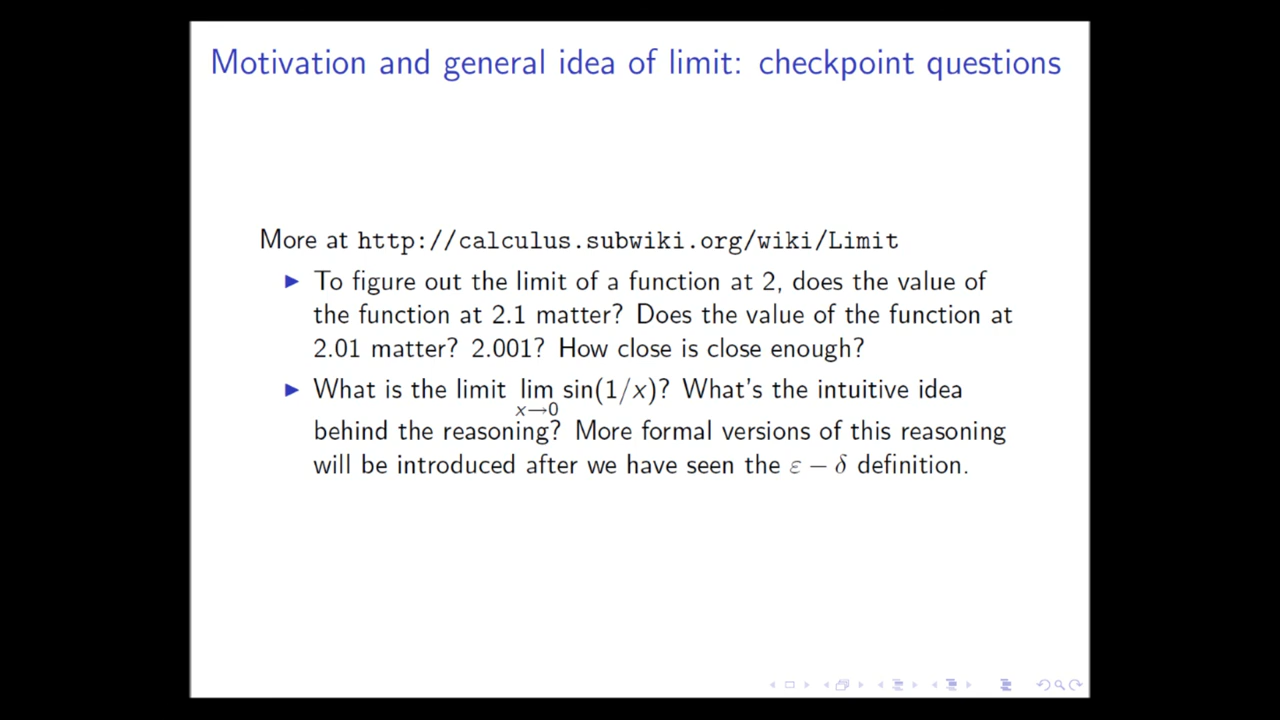 Motivation and general idea of limit: checkpoint questions
More at http://calculus.subwiki.org/wiki/Limit
▶ To figure out the limit of a function at 2, does the value of
the function at 2.1 matter? Does the value of the function at
2.01 matter? 2.001? How close is close enough?
▶ What is the limit lim sin(1/x)? What's the intuitive idea
x→0
behind the reasoning? More formal versions of this reasoning
will be introduced after we have seen the ε − δ definition.